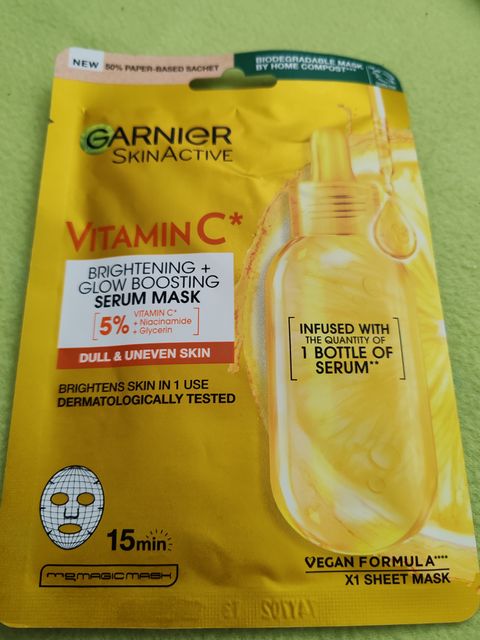 NEW 50% PAPER-BASED SACHET
BIODEGRADABLE MASK
BY HOME COMPOST***
GARNIER
SKINACTIVE
VITAMIN C*
BRIGHTENING +
GLOW BOOSTING
SERUM MASK
5%
VITAMIN C*
+ Niacinamide
+ Glycerin
DULL & UNEVEN SKIN
BRIGHTENS SKIN IN 1 USE
DERMATOLOGICALLY TESTED
INFUSED WITH
THE QUANTITY OF
1 BOTTLE OF
SERUM**
15min
VEGAN FORMULA****
X1 SHEET MASK